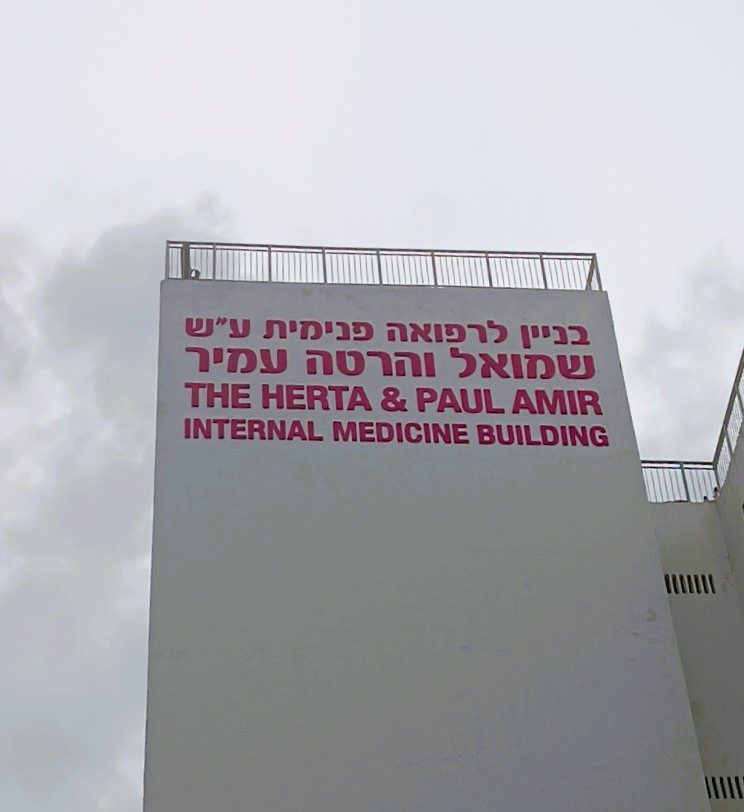 בניין לרפואה פנימית ע״ש
שמואל והרטה עמיר
THE HERTA & PAUL AMIR
INTERNAL MEDICINE BUILDING